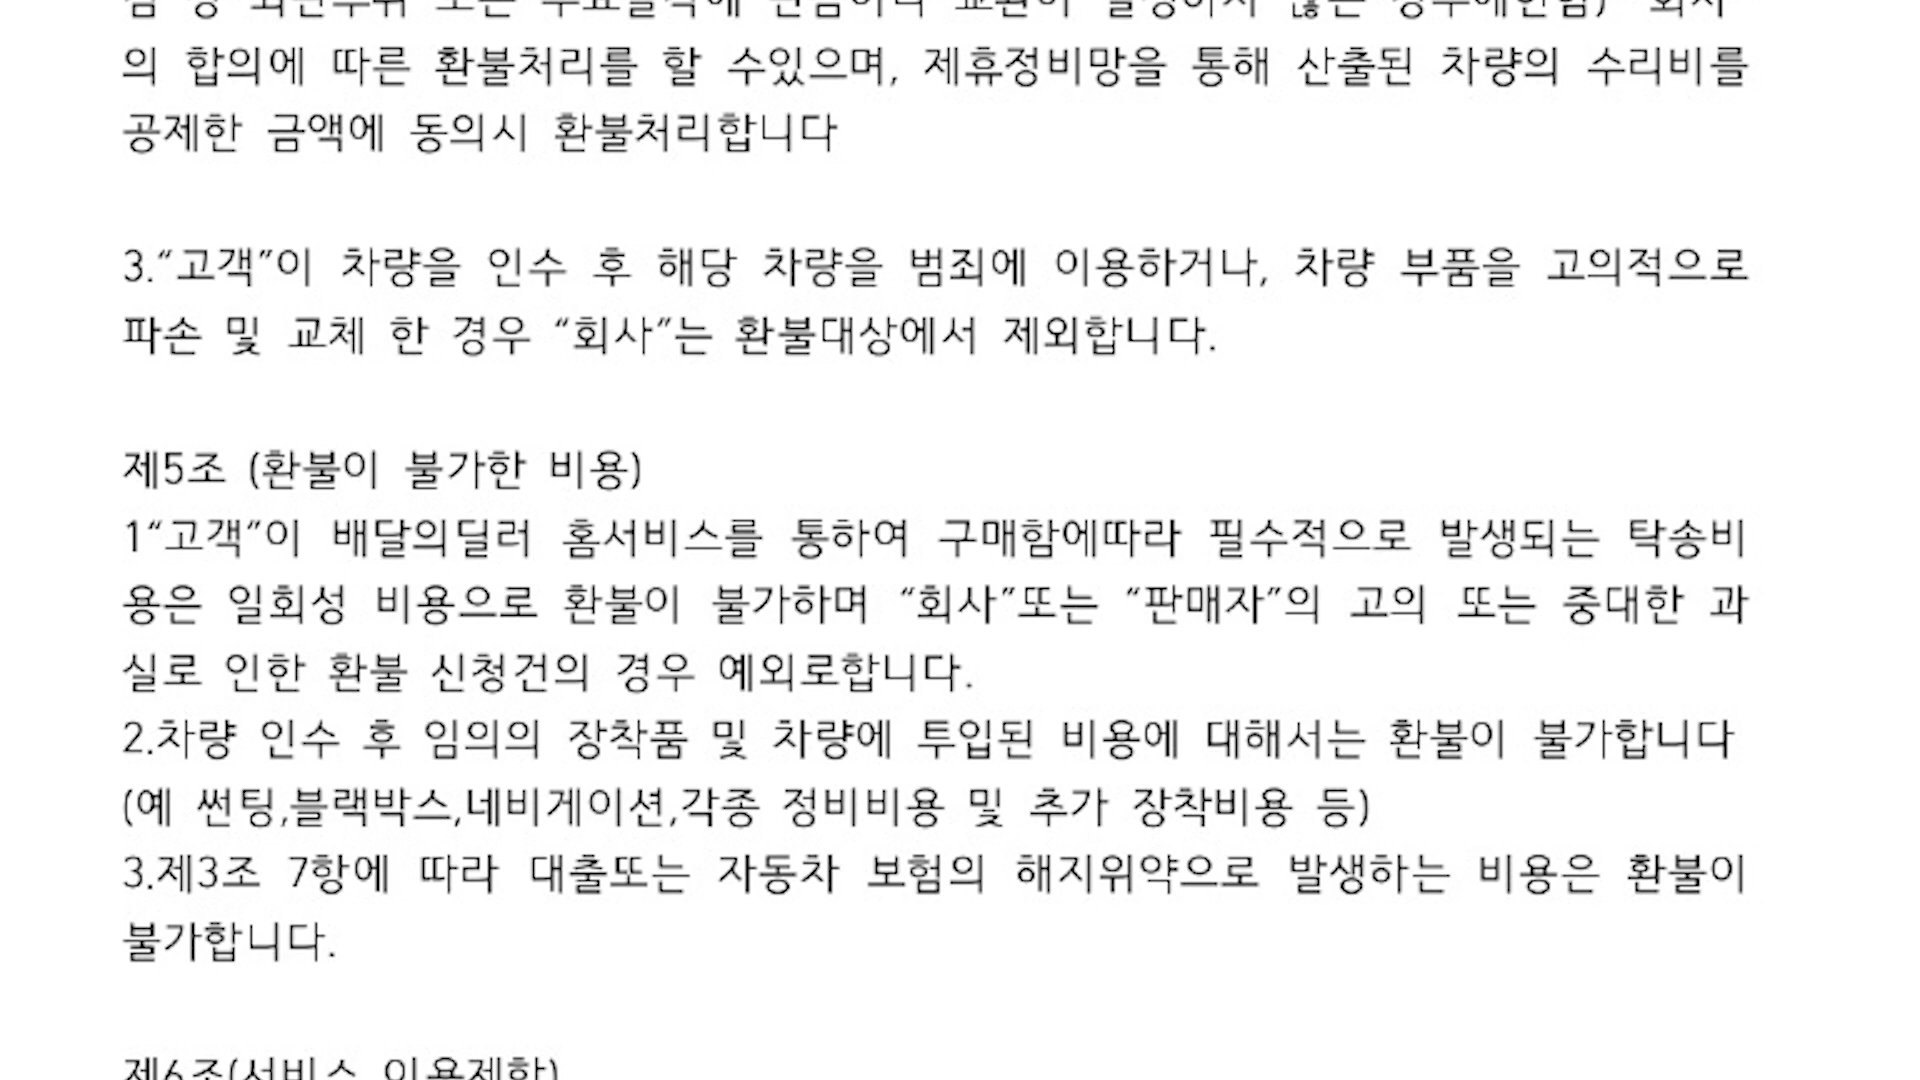 의 합의에 따른 환불처리를 할 수있으며, 제휴정비망을 통해 산출된 차량의 수리비를
공제한 금액에 동의시 환불처리합니다
3.“고객”이 차량을 인수 후 해당 차량을 범죄에 이용하거나, 차량 부품을 고의적으로
파손 및 교체 한 경우 “회사”는 환불대상에서 제외합니다.
제5조 (환불이 불가한 비용)
1“고객”이 배달의딜러 홈서비스를 통하여 구매함에따라 필수적으로 발생되는 탁송비
용은 일회성 비용으로 환불이 불가하며 “회사”또는 “판매자”의 고의 또는 중대한 과
실로 인한 환불 신청건의 경우 예외로합니다.
2.차량 인수 후 임의의 장착품 및 차량에 투입된 비용에 대해서는 환불이 불가합니다
(예 썬팅,블랙박스,네비게이션,각종 정비비용 및 추가 장착비용 등)
3.제3조 7항에 따라 대출또는 자동차 보험의 해지위약으로 발생하는 비용은 환불이
불가합니다.
제6조(서비스 이용제한)